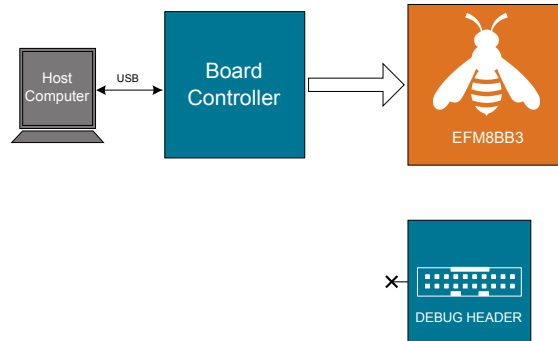 Host
Computer
USB
Board
Controller
EFM8BB3
DEBUG HEADER